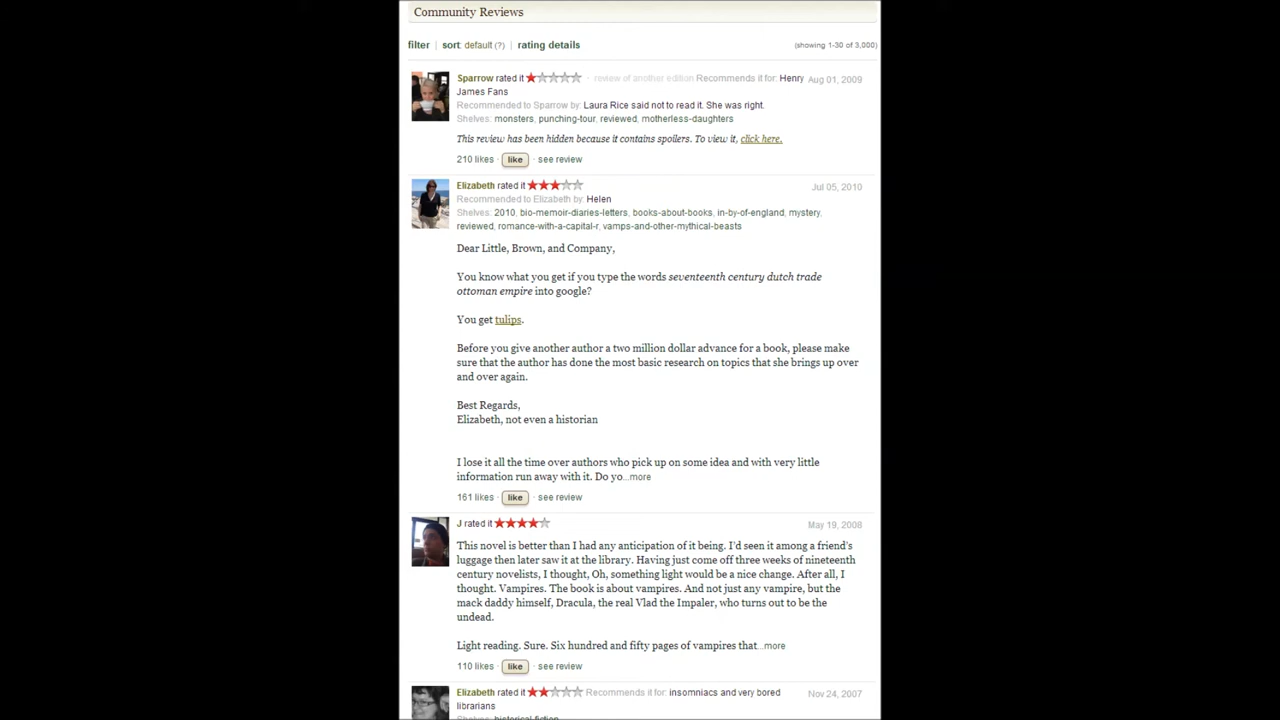 Community Reviews
filter | sort: default (?) | rating details (showing 1-30 of 3,000)
Sparrow rated it · review of another edition Recommends it for: Henry Aug 01, 2009
James Fans
Recommended to Sparrow by: Laura Rice said not to read it. She was right.
Shelves: monsters, punching-tour, reviewed, motherless-daughters
This review has been hidden because it contains spoilers. To view it, click here.
210 likes · like · see review
Elizabeth rated it Jul 05, 2010
Recommended to Elizabeth by: Helen
Shelves: 2010, bio-memoir-diaries-letters, books-about-books, in-by-of-england, mystery,
reviewed, romance-with-a-capital-r, vamps-and-other-mythical-beasts
Dear Little, Brown, and Company,
You know what you get if you type the words seventeenth century dutch trade
ottoman empire into google?
You get tulips.
Before you give another author a two million dollar advance for a book, please make
sure that the author has done the most basic research on topics that she brings up over
and over again.
Best Regards,
Elizabeth, not even a historian
I lose it all the time over authors who pick up on some idea and with very little
information run away with it. Do yo...more
161 likes · like · see review
J rated it May 19, 2008
This novel is better than I had any anticipation of it being. I'd seen it among a friend's
luggage then later saw it at the library. Having just come off three weeks of nineteenth
century novelists, I thought, Oh, something light would be a nice change. After all, I
thought. Vampires. The book is about vampires. And not just any vampire, but the
mack daddy himself, Dracula, the real Vlad the Impaler, who turns out to be the
undead.
Light reading. Sure. Six hundred and fifty pages of vampires that...more
110 likes · like · see review
Elizabeth rated it Recommends it for: insomniacs and very bored Nov 24, 2007
librarians
Shelves: historical-fiction